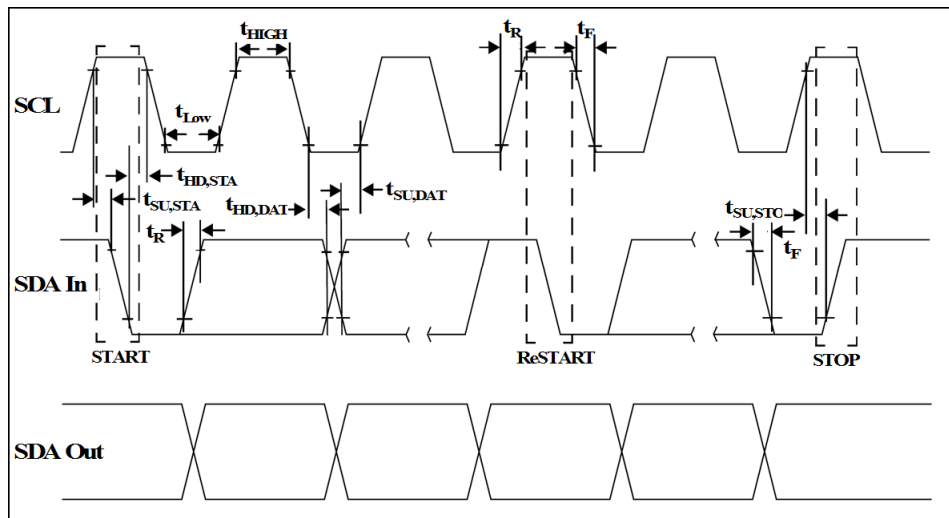 tHIGH
tR
tF
SCL
tLow
tHD,STA
tSU,STA
tHD,DAT
tSU,DAT
tR
tSU,STO
tF
SDA In
START
ReSTART
STOP
SDA Out